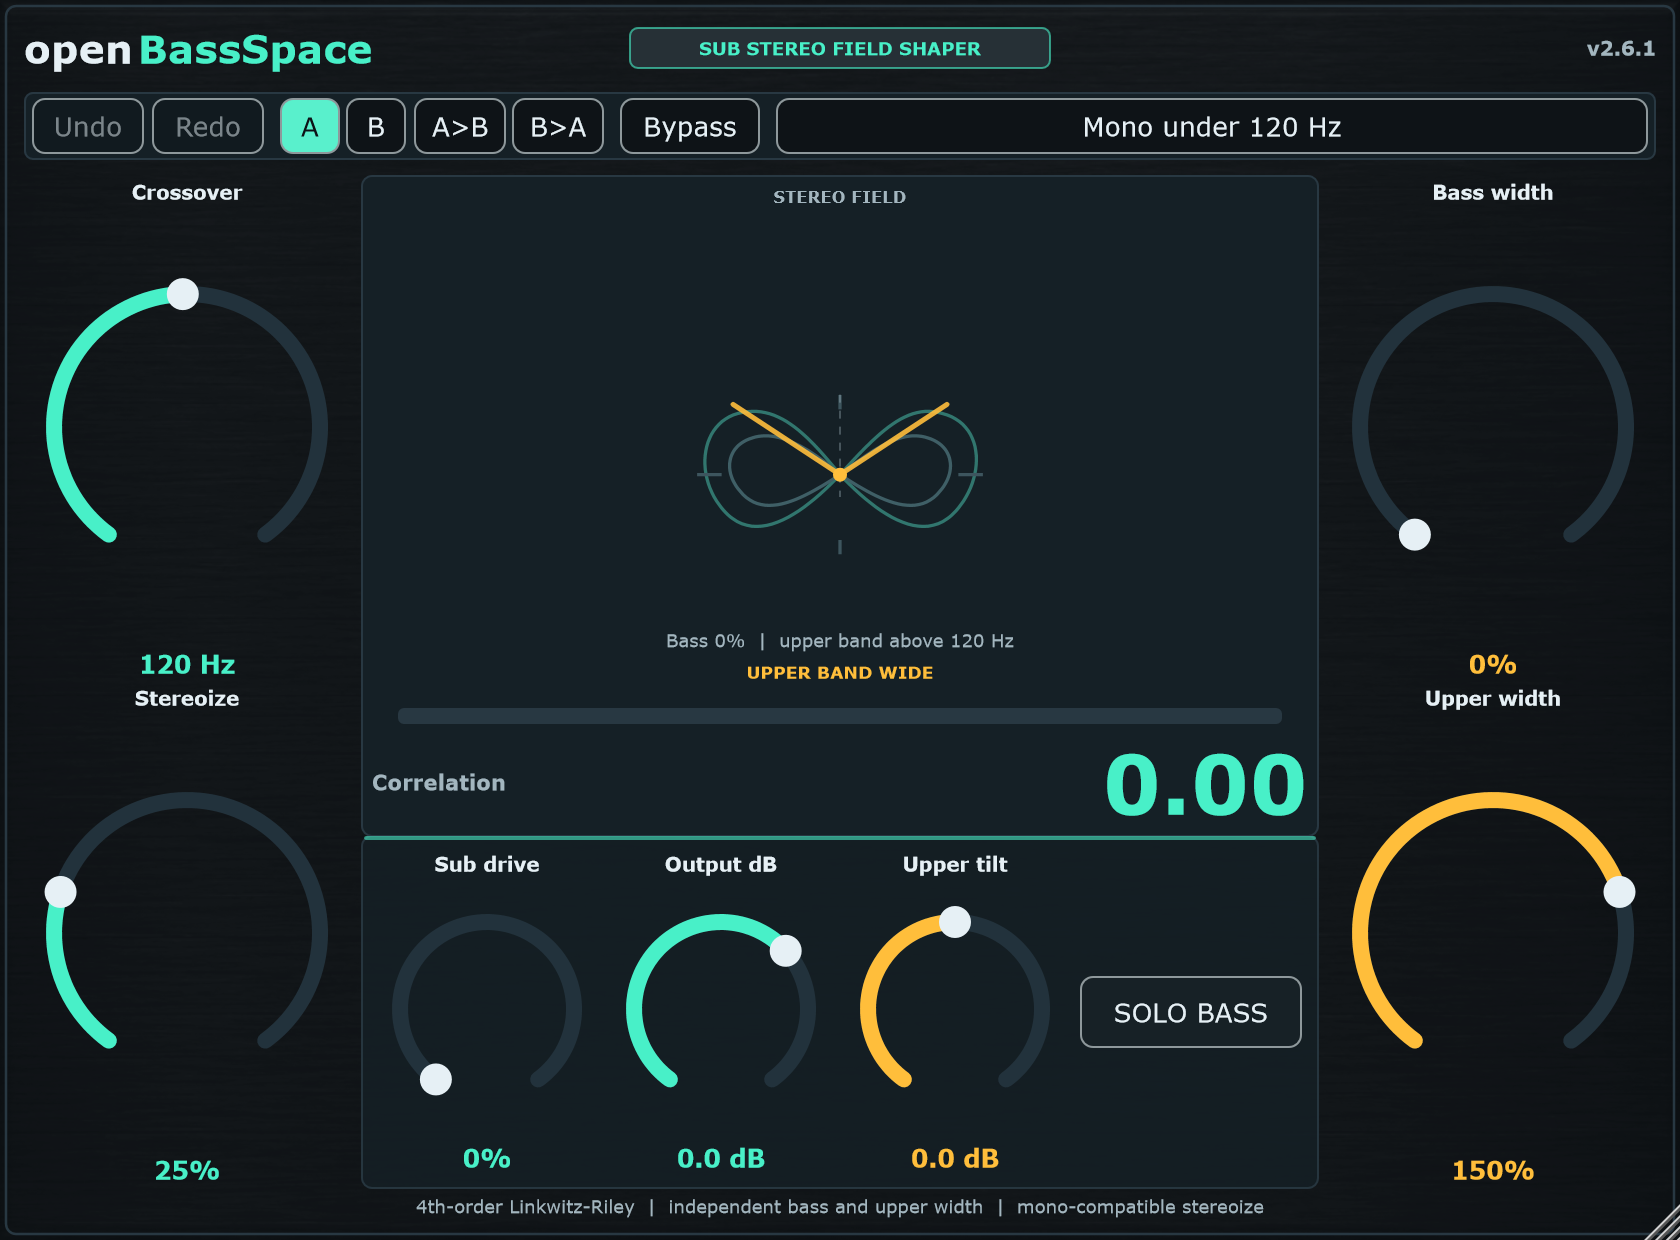 open BassSpace
SUB STEREO FIELD SHAPER
v2.6.1
Undo
Redo
A
B
A>B
B>A
Bypass
Mono under 120 Hz
Crossover
STEREO FIELD
Bass width
Bass 0% | upper band above 120 Hz
UPPER BAND WIDE
120 Hz
0%
Stereoize
Upper width
Correlation
0.00
Sub drive
Output dB
Upper tilt
SOLO BASS
0%
0.0 dB
0.0 dB
25%
150%
4th-order Linkwitz-Riley | independent bass and upper width | mono-compatible stereoize